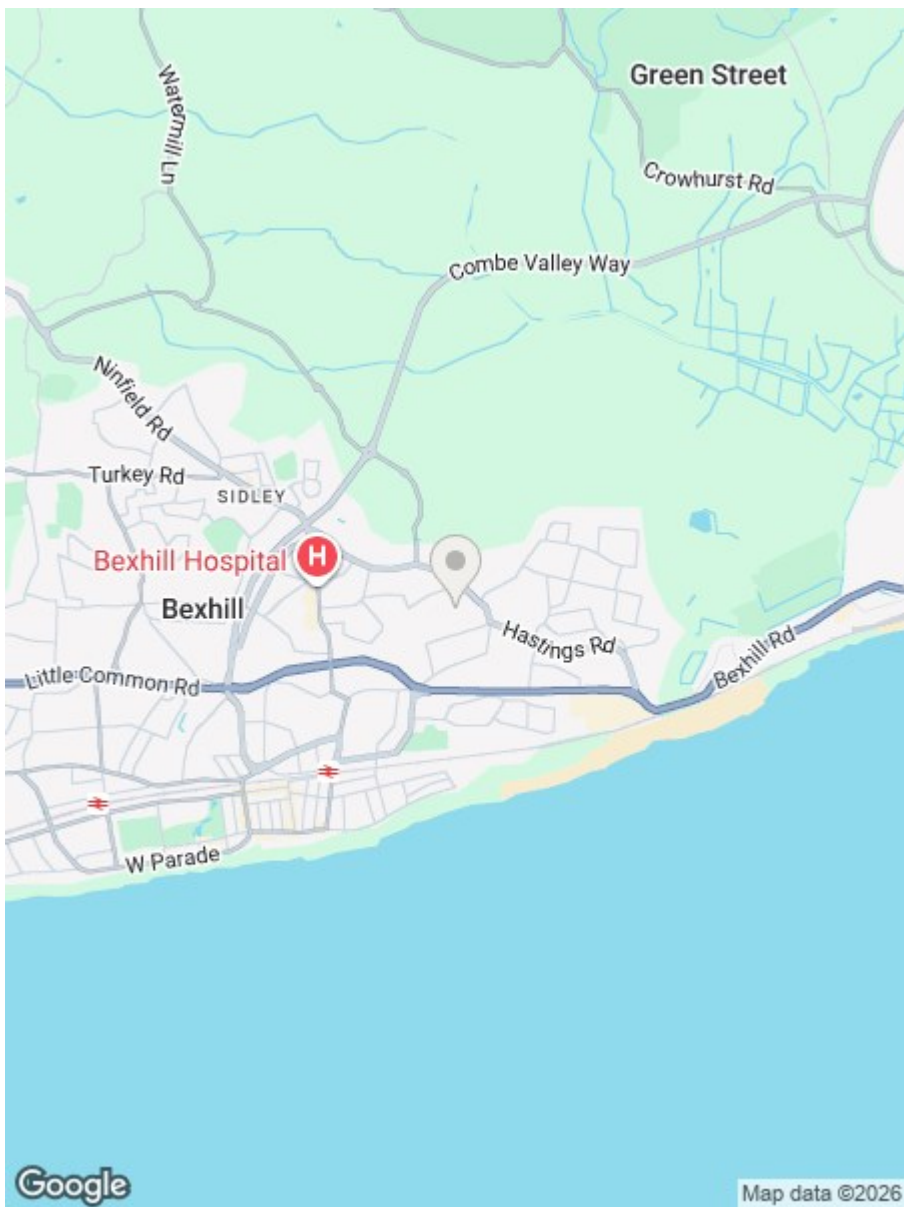 Green Street
Watermill Ln
Crowhurst Rd
Combe Valley Way
Ninfield Rd
Turkey Rd
SIDLEY
Bexhill Hospital
H
Bexhill
Hastings Rd
Bexhill Rd
Little Common Rd
W Parade
Google
Map data ©2026